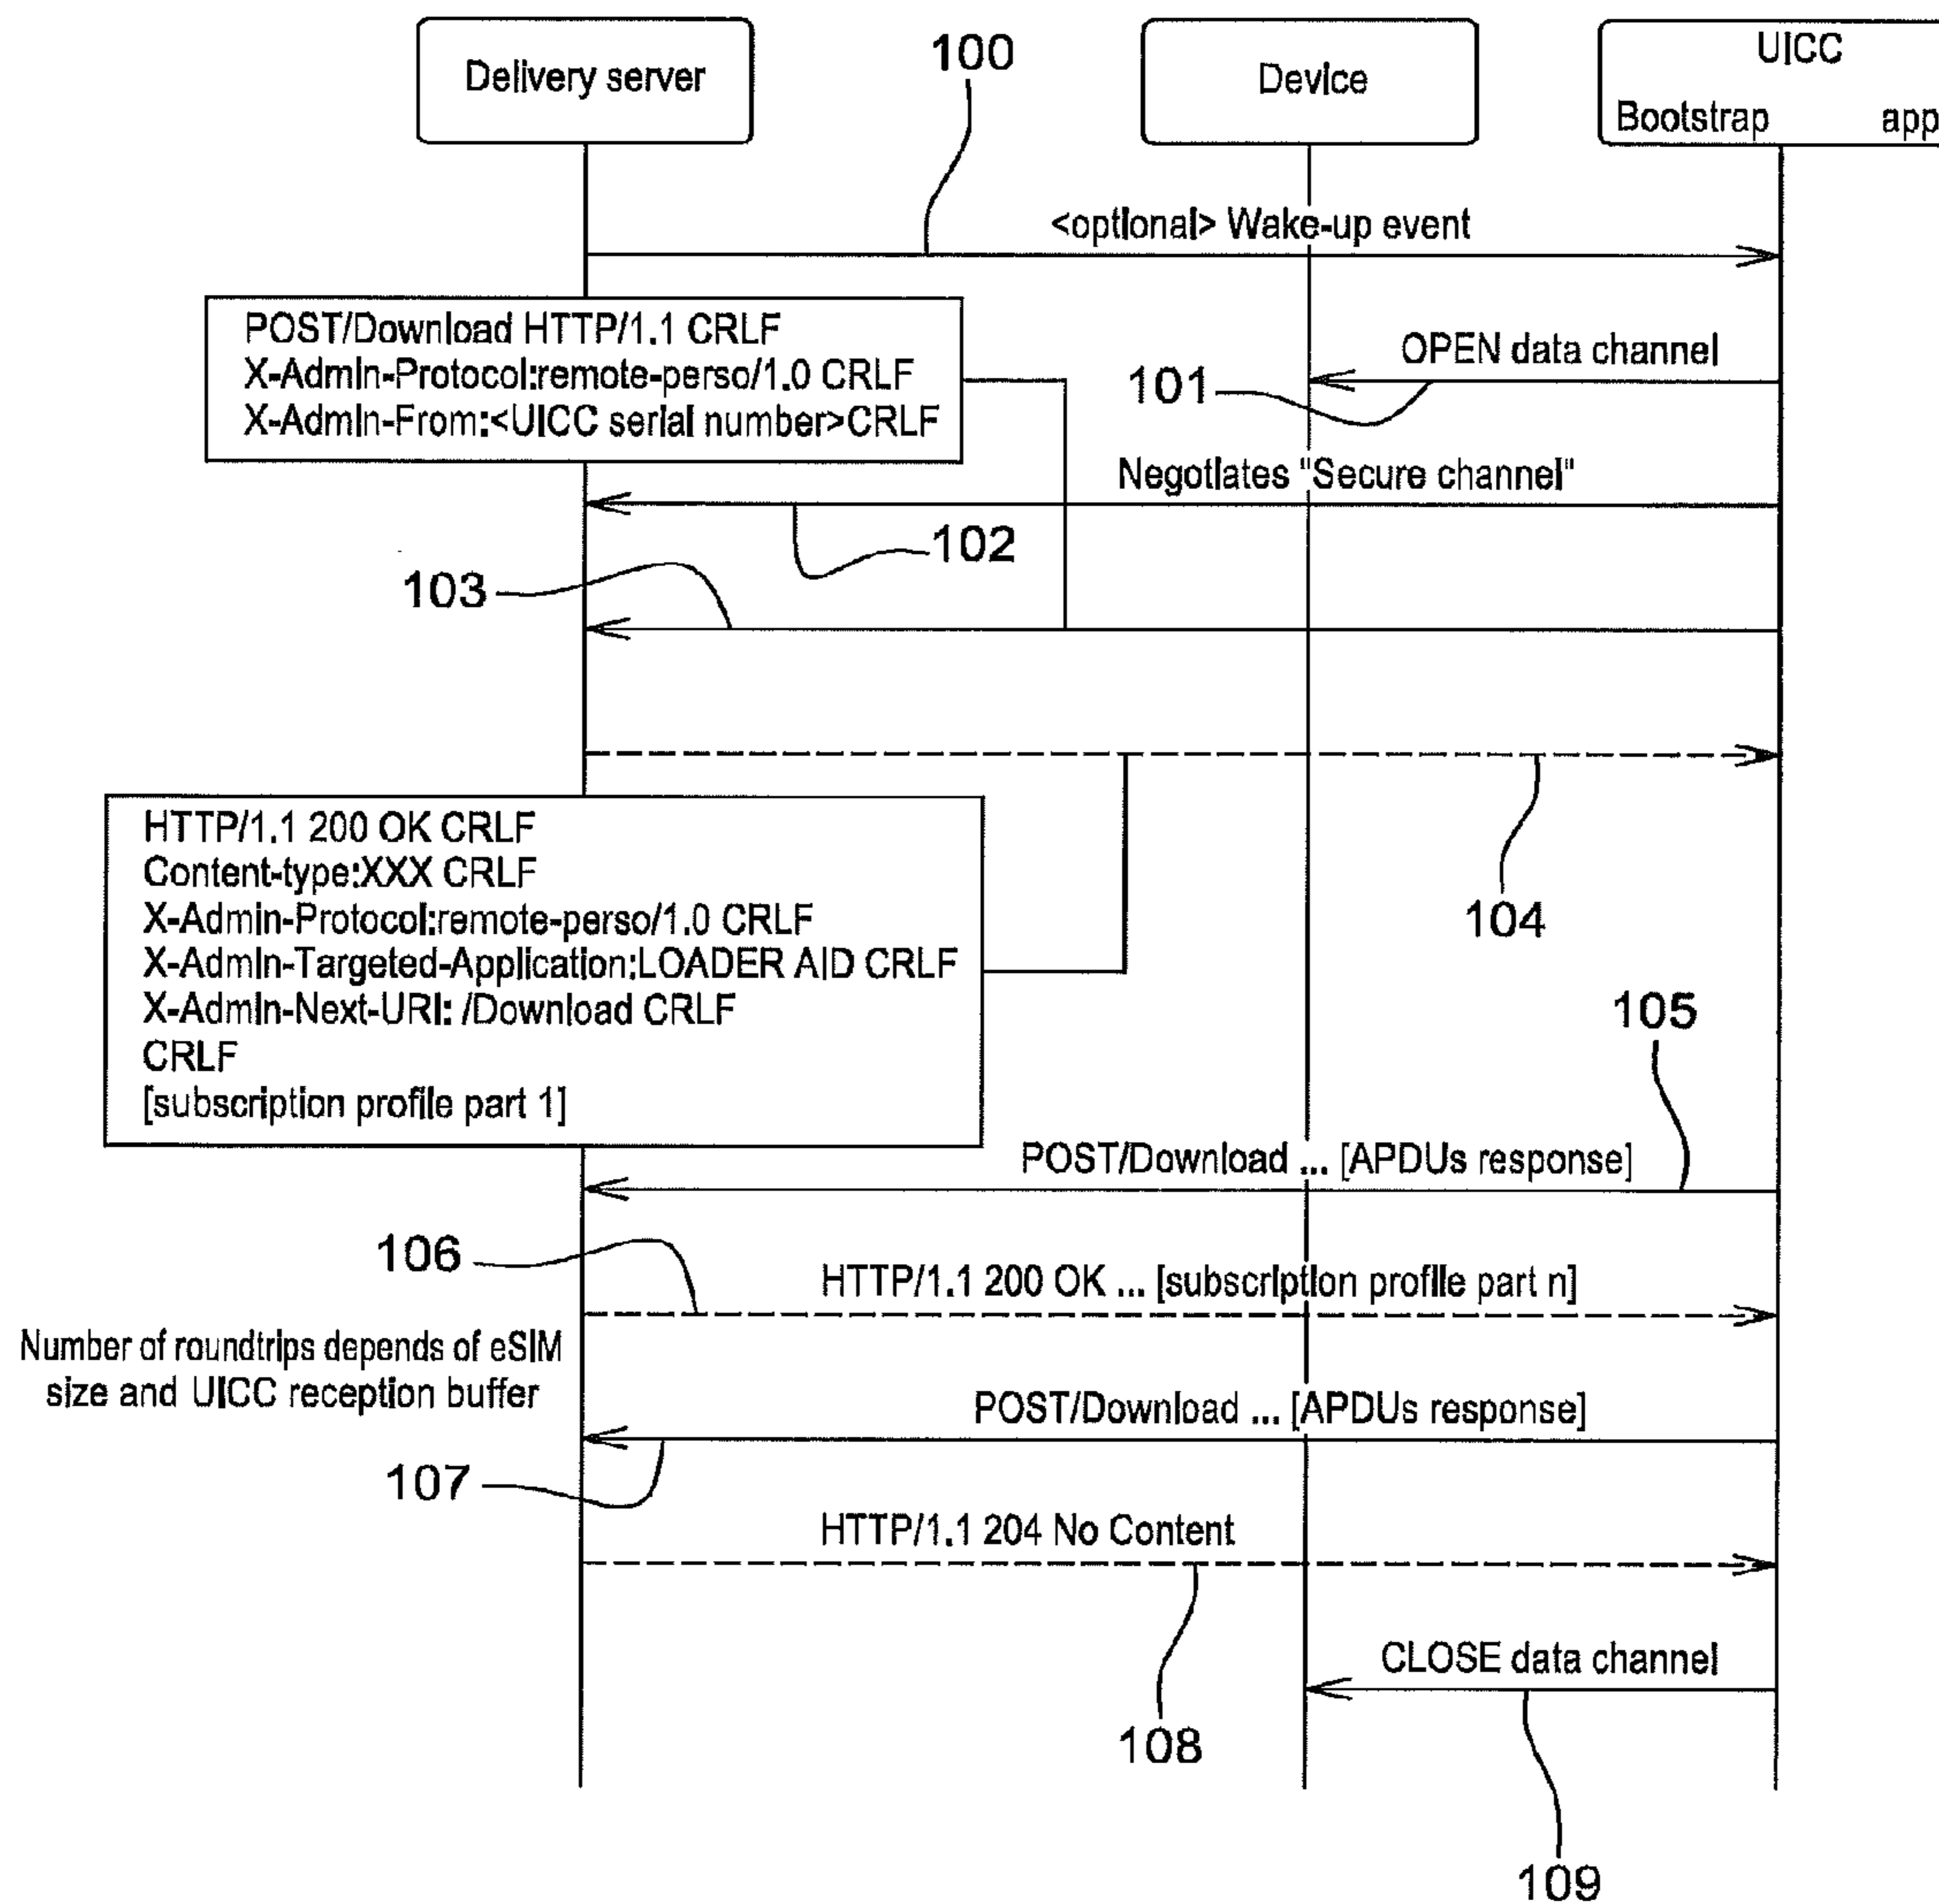 Delivery server
100
Device
UICC
Bootstrap app
<optional> Wake-up event
POST/Download HTTP/1.1 CRLF
X-Admin-Protocol:remote-perso/1.0 CRLF
X-Admin-From:<UICC serial number>CRLF
OPEN data channel
101
Negotiates "Secure channel"
102
103
104
HTTP/1.1 200 OK CRLF
Content-type:XXX CRLF
X-Admin-Protocol:remote-perso/1.0 CRLF
X-Admin-Targeted-Application:LOADER AID CRLF
X-Admin-Next-URI: /Download CRLF
CRLF
[subscription profile part 1]
105
POST/Download ... [APDUs response]
106
HTTP/1.1 200 OK ... [subscription profile part n]
Number of roundtrips depends of eSIM
size and UICC reception buffer
POST/Download ... [APDUs response]
107
HTTP/1.1 204 No Content
CLOSE data channel
108
109